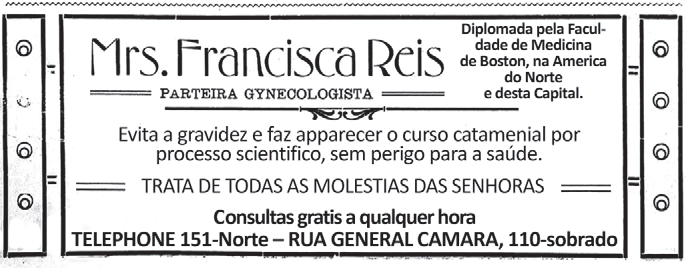 Mrs. Francisca Reis
PARTEIRA GYNECOLOGISTA
Diplomada pela Facul-
dade de Medicina
de Boston, na America
do Norte
e desta Capital.
Evita a gravidez e faz apparecer o curso catamenial por
processo scientifico, sem perigo para a saúde.
TRATA DE TODAS AS MOLESTIAS DAS SENHORAS
Consultas gratis a qualquer hora
TELEPHONE 151-Norte – RUA GENERAL CAMARA, 110-sobrado